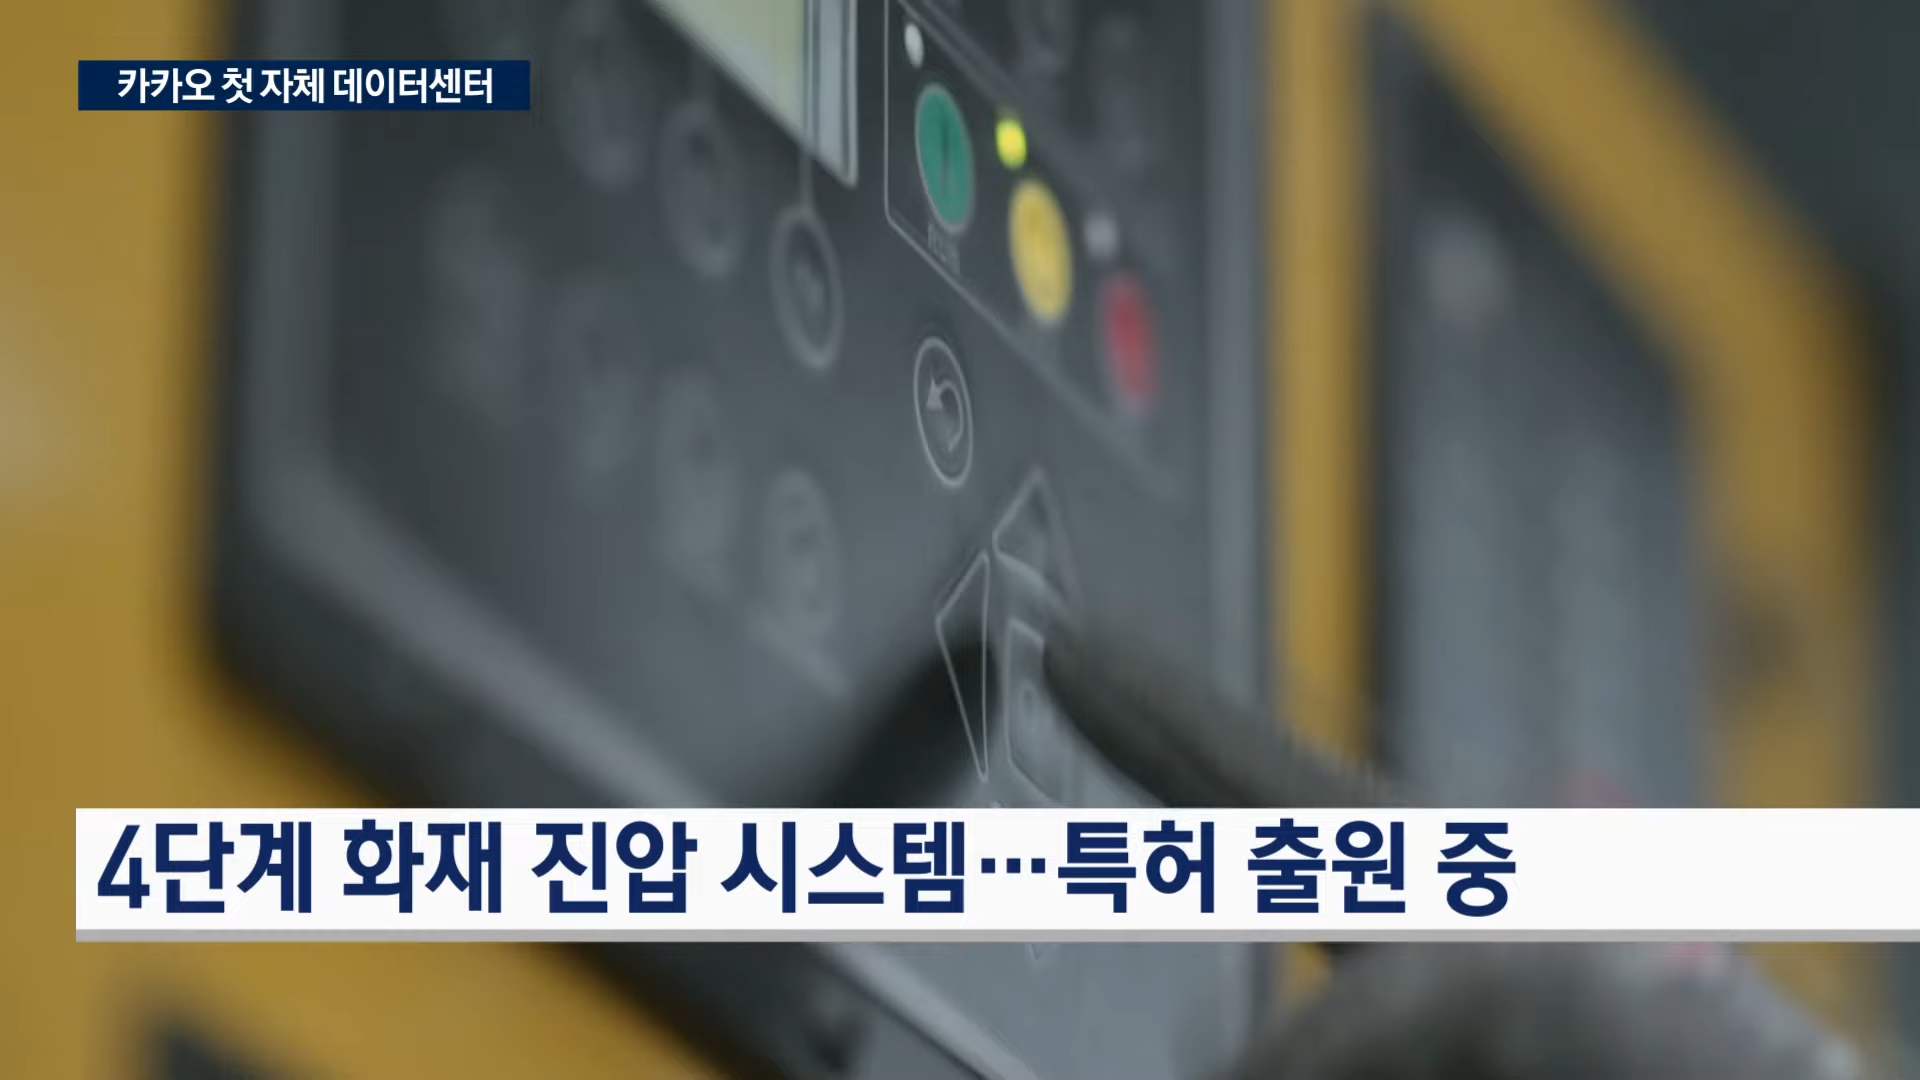 카카오 첫 자체 데이터센터
4단계 화재 진압 시스템…특허 출원 중